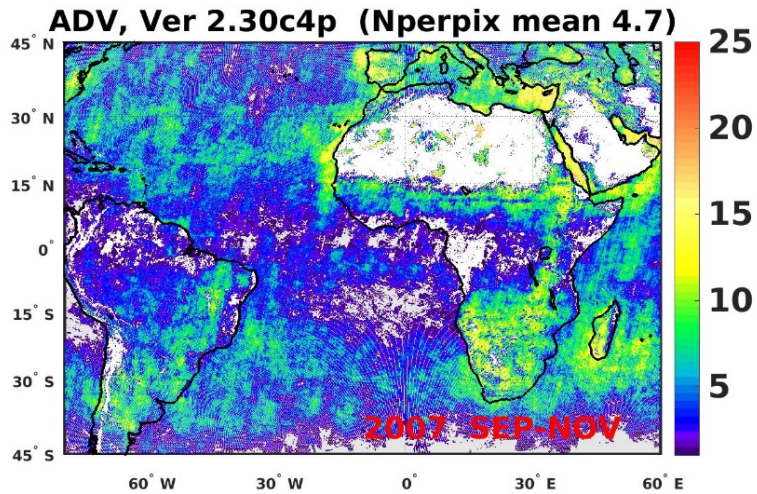 ADV, Ver 2.30c4p (Nperpix mean 4.7)
45° N
30° N
15° N
0°
15° S
30° S
45° S
60° W
30° W
0°
30° E
60° E
25
20
15
10
5
2007 SEP-NOV